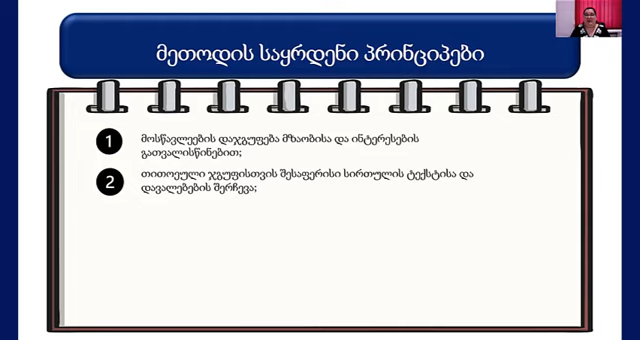 მეთოდის საყრდენი პრინციპები
1 მოსწავლეების დაჯგუფება მზაობისა და ინტერესების
გათვალისწინებით;
2 თითოეული ჯგუფისთვის შესაფერისი სირთულის ტექსტისა და
დავალებების შერჩევა;